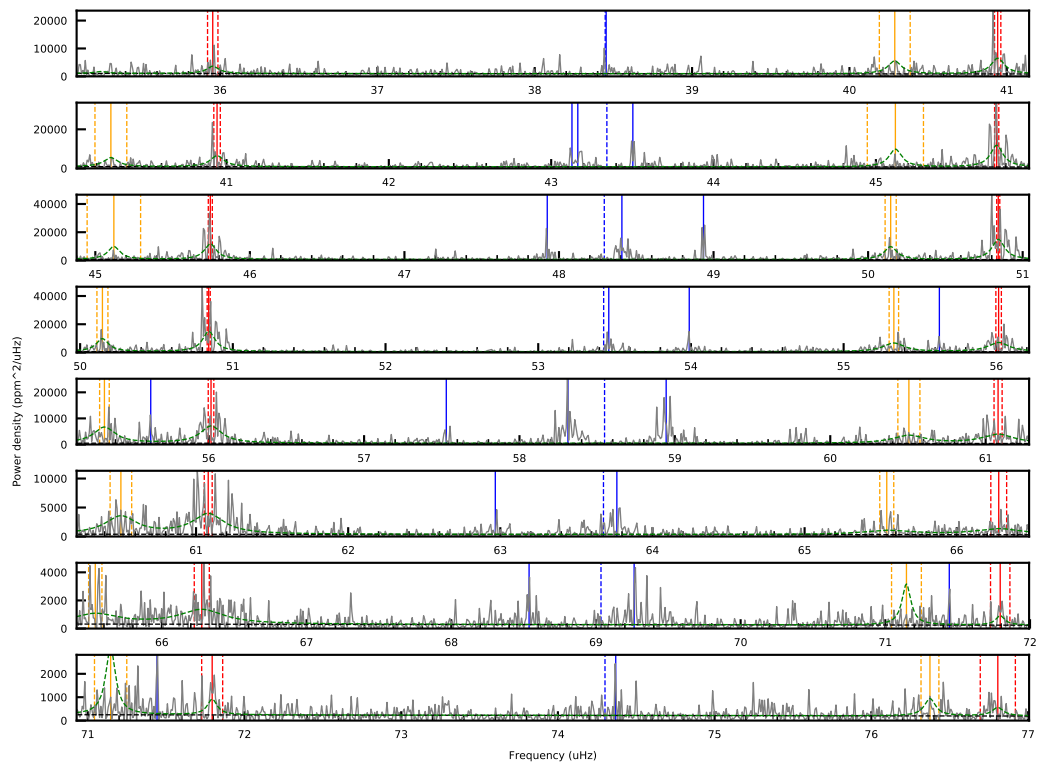 20000
10000
0
36 37 38 39 40 41
20000
0
41 42 43 44 45
40000
20000
0
45 46 47 48 49 50 51
40000
20000
0
50 51 52 53 54 55 56
20000
10000
0
56 57 58 59 60 61
10000
5000
0
61 62 63 64 65 66
4000
2000
0
66 67 68 69 70 71 72
2000
1000
0
71 72 73 74 75 76 77
Power density (ppm^2/uHz)
Frequency (uHz)